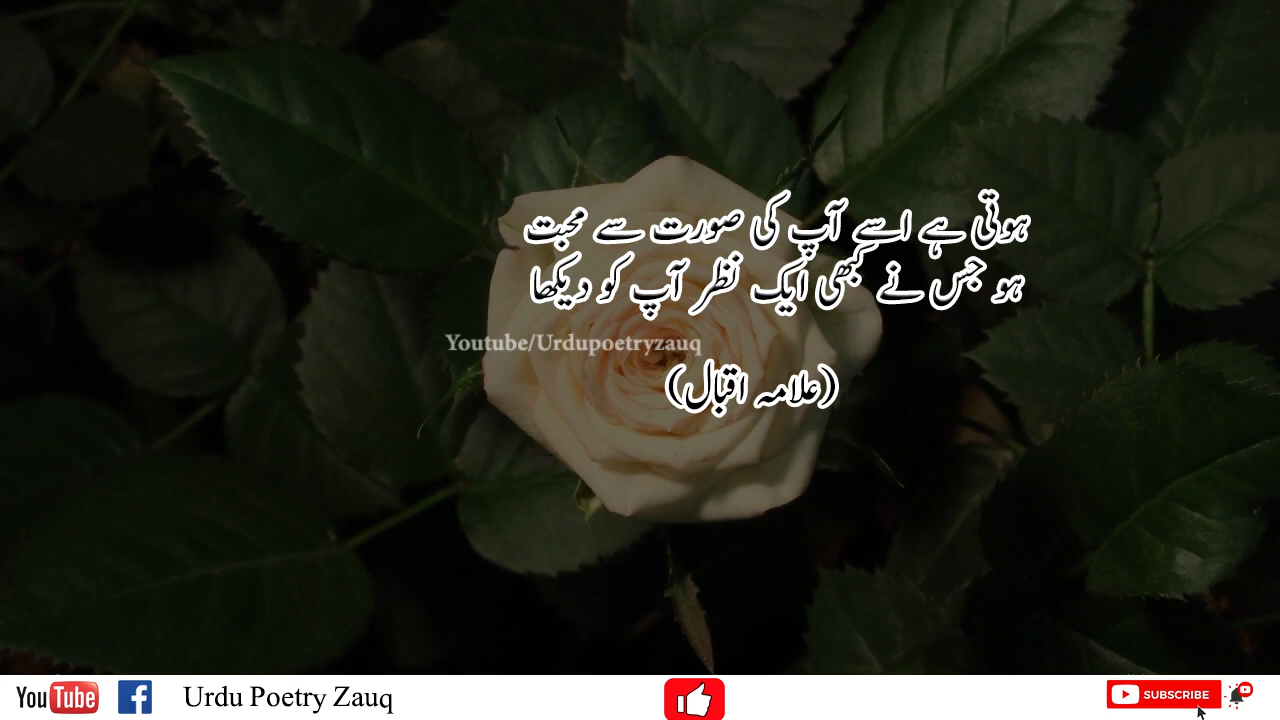 ہوتی ہے اسے آپ کی صورت سے محبت
ہو جس نے کبھی ایک نظر آپ کو دیکھا
Youtube/Urdupoetryzauq
(علامہ اقبال)
YouTube f Urdu Poetry Zauq SUBSCRIBE